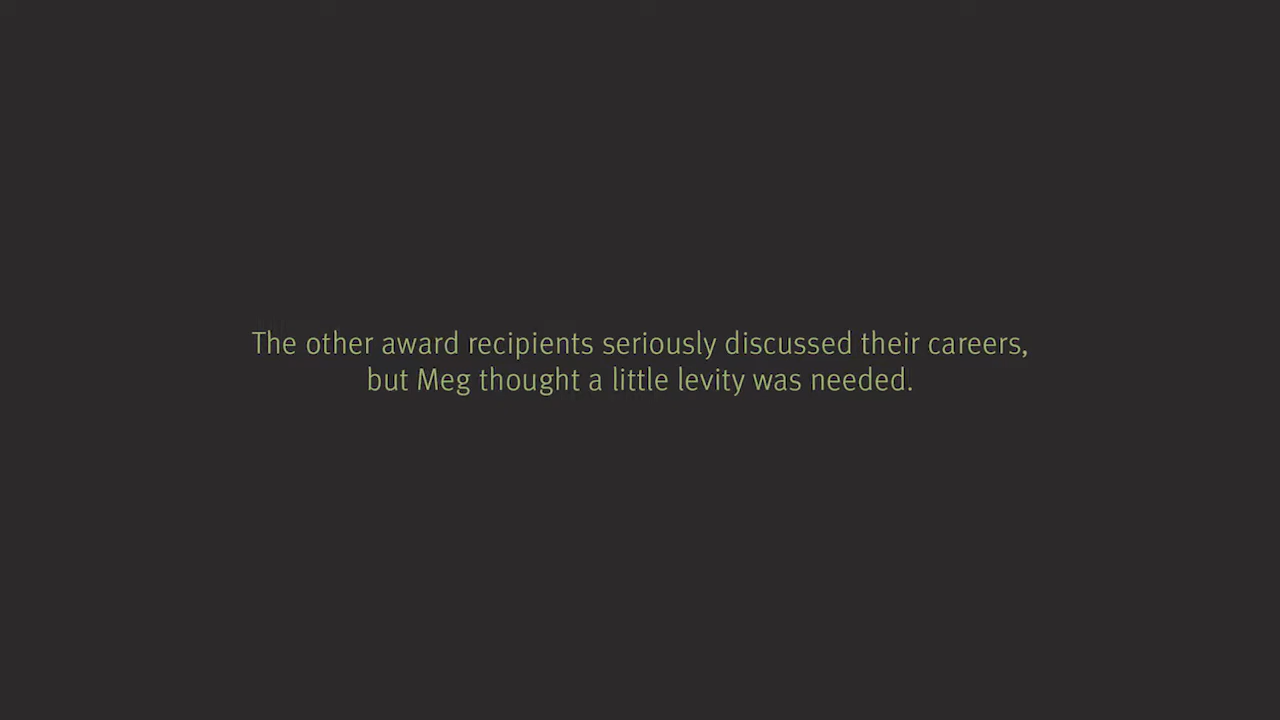 The other award recipients seriously discussed their careers,
but Meg thought a little levity was needed.